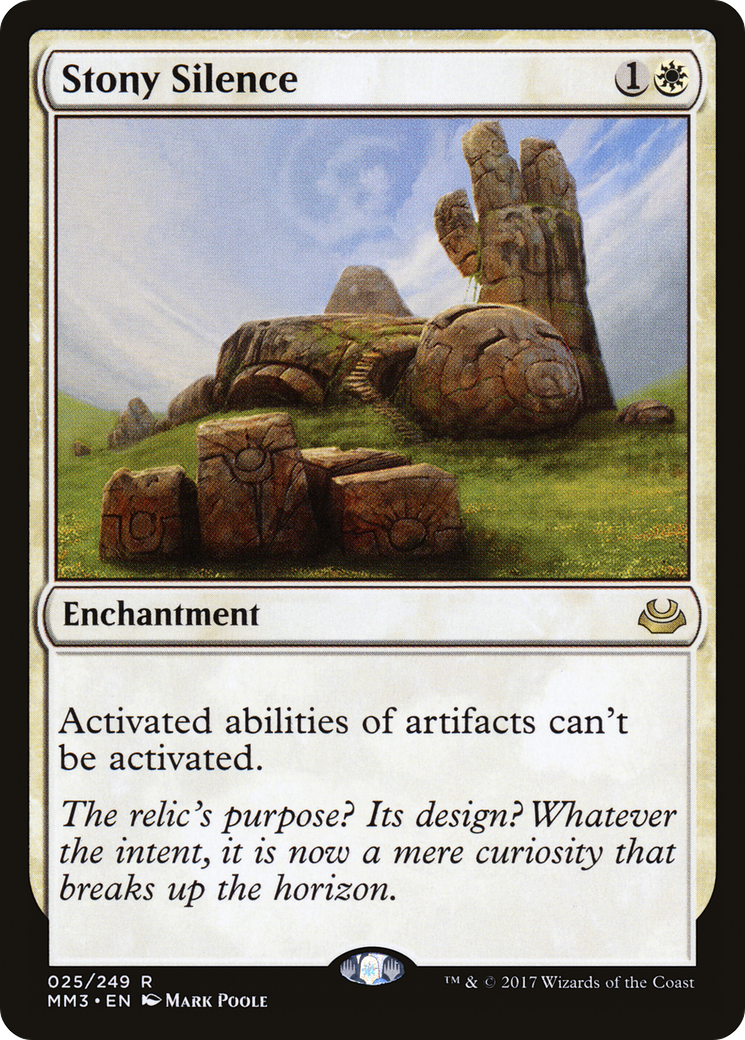 Stony Silence 1
Enchantment
Activated abilities of artifacts can't
be activated.
The relic's purpose? Its design? Whatever
the intent, it is now a mere curiosity that
breaks up the horizon.
025/249 R
MM3 • EN Mark Poole
™ & © 2017 Wizards of the Coast